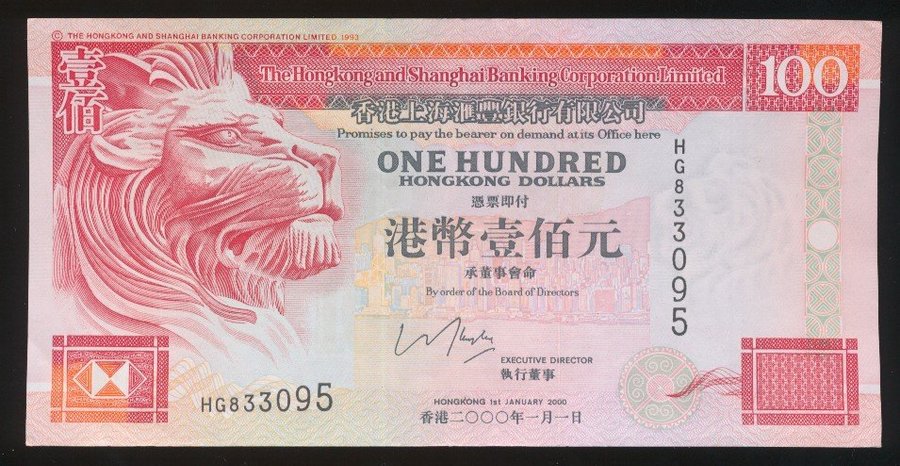 © THE HONGKONG AND SHANGHAI BANKING CORPORATION LIMITED 1993
壹佰
The Hongkong and Shanghai Banking Corporation Limited
100
香港上海滙豐銀行有限公司
Promises to pay the bearer on demand at its Office here
ONE HUNDRED
HONGKONG DOLLARS
憑票即付
港幣壹佰元
承董事會命
By order of the Board of Directors
HG833095
EXECUTIVE DIRECTOR
執行董事
HG833095
HONGKONG 1st JANUARY 2000
香港二〇〇〇年一月一日